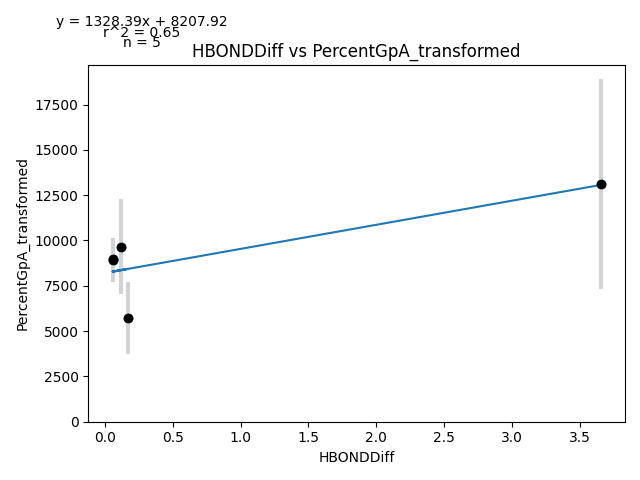 y = 1328.39x + 8207.92
r^2 = 0.65
n = 5
HBONDDiff vs PercentGpA_transformed
17500
15000
12500
10000
7500
5000
2500
0
PercentGpA_transformed
0.0 0.5 1.0 1.5 2.0 2.5 3.0 3.5
HBONDDiff